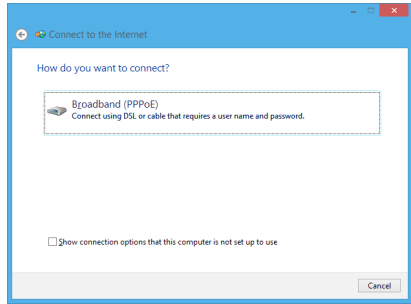 Connect to the Internet
How do you want to connect?
Broadband (PPPoE)
Connect using DSL or cable that requires a user name and password.
Show connection options that this computer is not set up to use
Cancel